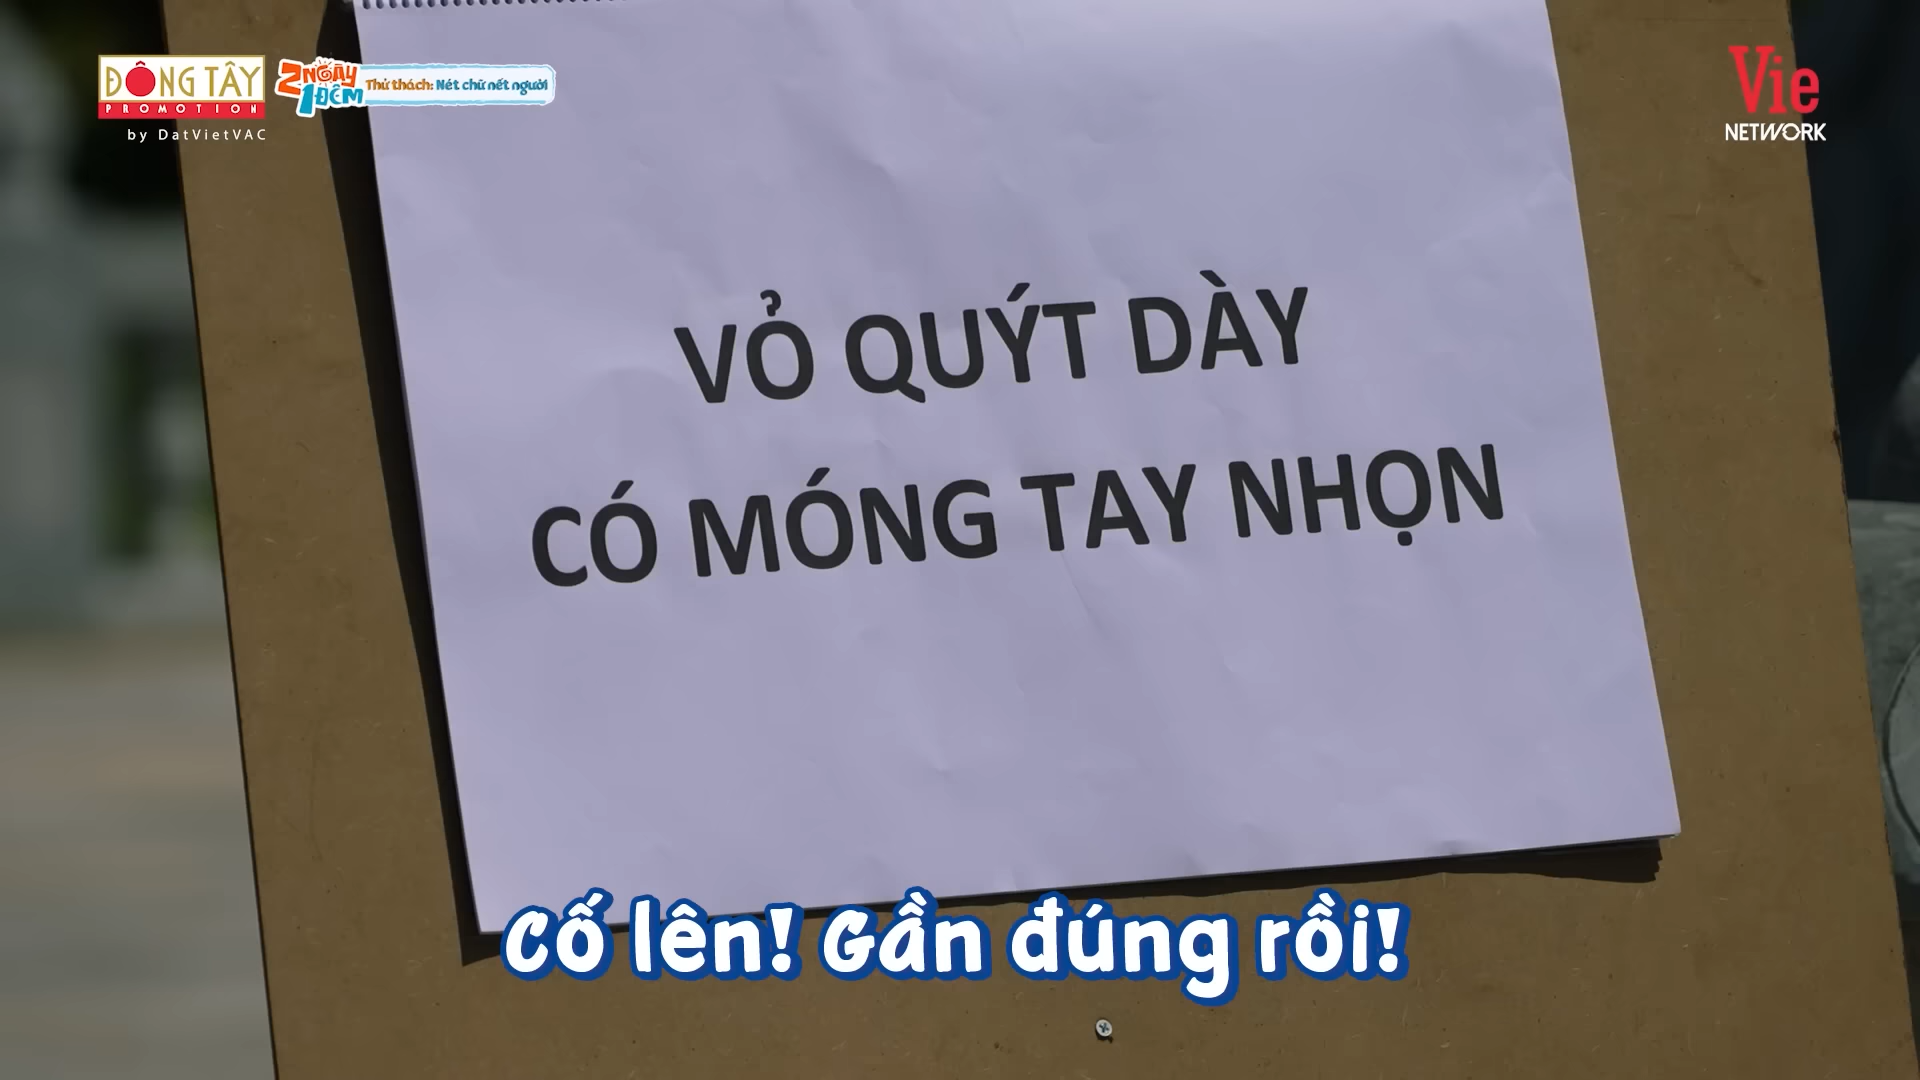 ĐÔNG TÂY
PROMOTION
by DatVietVAC
2 NGÀY
1 ĐÊM
Thử thách: Nét chữ nết người
Vie
NETWORK
VỎ QUÝT DÀY
CÓ MÓNG TAY NHỌN
Cố lên! Gần đúng rồi!